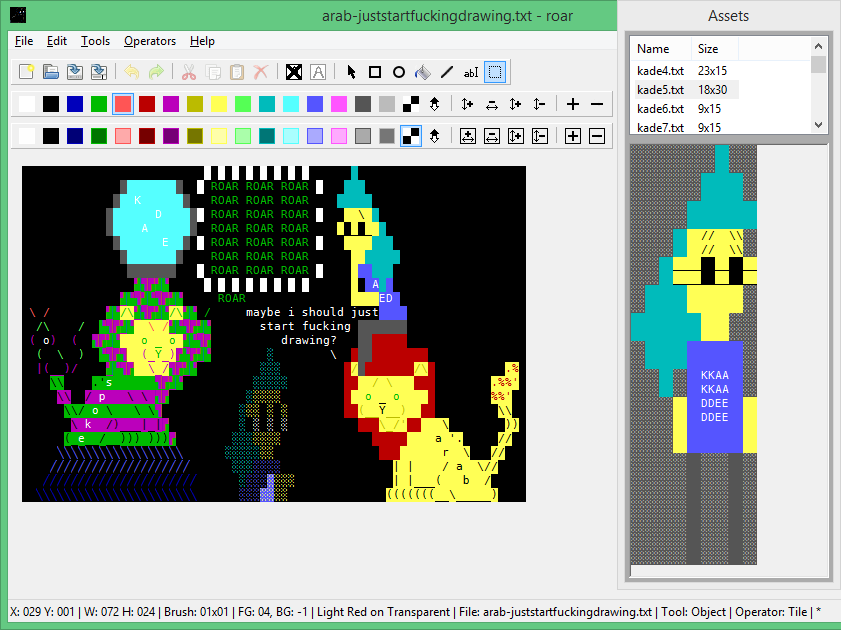 arab-juststartfuckingdrawing.txt - roar
File Edit Tools Operators Help
A abI
K
D
A
E
ROAR ROAR ROAR
ROAR ROAR ROAR
ROAR ROAR ROAR
ROAR ROAR ROAR
ROAR ROAR ROAR
ROAR ROAR ROAR
ROAR ROAR ROAR
ROAR
A
ED
maybe i should just
start fucking
drawing?
's
p
o
k
e
a
r
a
b
Assets
Name Size
kade4.txt 23x15
kade5.txt 18x30
kade6.txt 9x15
kade7.txt 9x15
KKAA
KKAA
DDEE
DDEE
X: 029 Y: 001 | W: 072 H: 024 | Brush: 01x01 | FG: 04, BG: -1 | Light Red on Transparent | File: arab-juststartfuckingdrawing.txt | Tool: Object | Operator: Tile | *